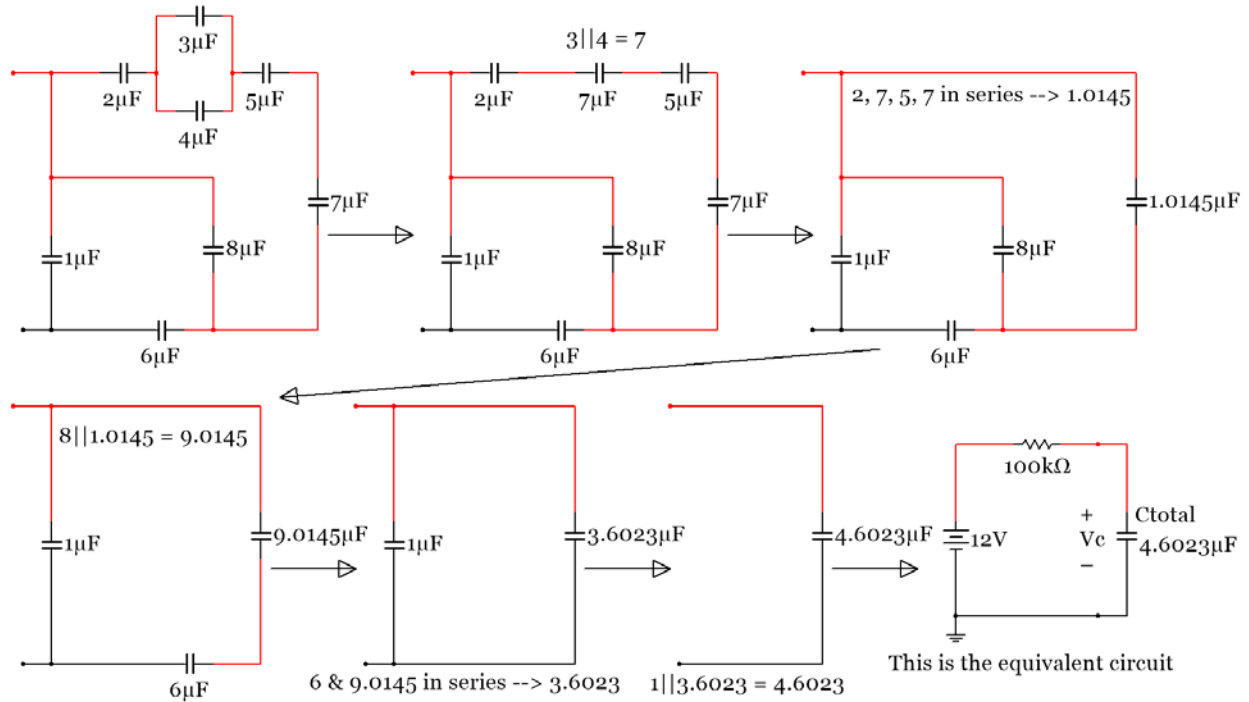 3µF
2µF
5µF
4µF
7µF
1µF
8µF
6µF
3||4 = 7
2µF
7µF
5µF
7µF
1µF
8µF
6µF
2, 7, 5, 7 in series --> 1.0145
1.0145µF
1µF
8µF
6µF
8||1.0145 = 9.0145
1µF
9.0145µF
6µF
1µF
3.6023µF
6 & 9.0145 in series --> 3.6023
4.6023µF
1||3.6023 = 4.6023
100kΩ
12V
+
Vc
−
Ctotal
4.6023µF
This is the equivalent circuit